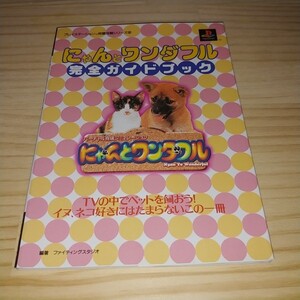 にゃんとワンダフル
完全ガイドブック
にゃんとワンダフル
TVの中でペットを飼おう!
イヌ、ネコ好きにはたまらないこの一冊
編著 ファイティングスタジオ